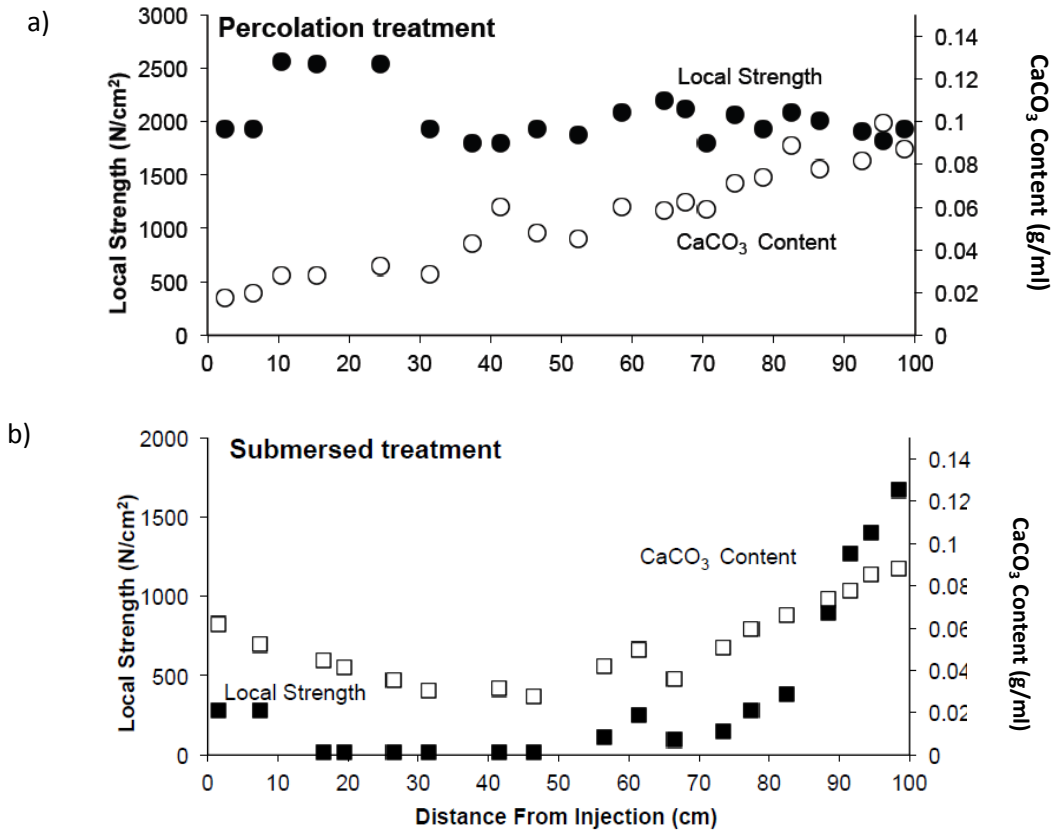 a)
Percolation treatment
Local Strength (N/cm²)
3000
2500
2000
1500
1000
500
0
Local Strength
CaCO₃ Content
0.14
0.12
0.1
0.08
0.06
0.04
0.02
0
CaCO₃ Content (g/ml)
0 10 20 30 40 50 60 70 80 90 100
b)
Submersed treatment
Local Strength (N/cm²)
2000
1500
1000
500
0
CaCO₃ Content
Local Strength
0.14
0.12
0.1
0.08
0.06
0.04
0.02
0
CaCO₃ Content (g/ml)
0 10 20 30 40 50 60 70 80 90 100
Distance From Injection (cm)